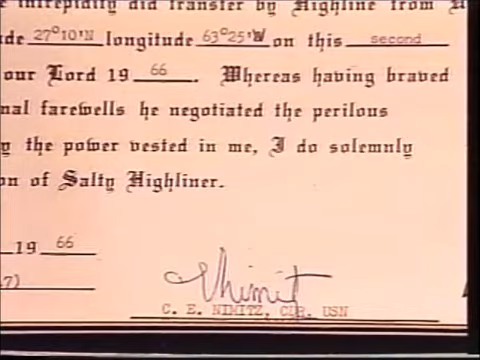 intrepidly did transfer by Highline from
de 27°10'N longitude 63°25'W on this second
our Lord 19 66. Whereas having braved
nal farewells he negotiated the perilous
y the power vested in me, I do solemnly
on of Salty Highliner.
19 66
7)
C. E. NIMITZ, CDR. USN